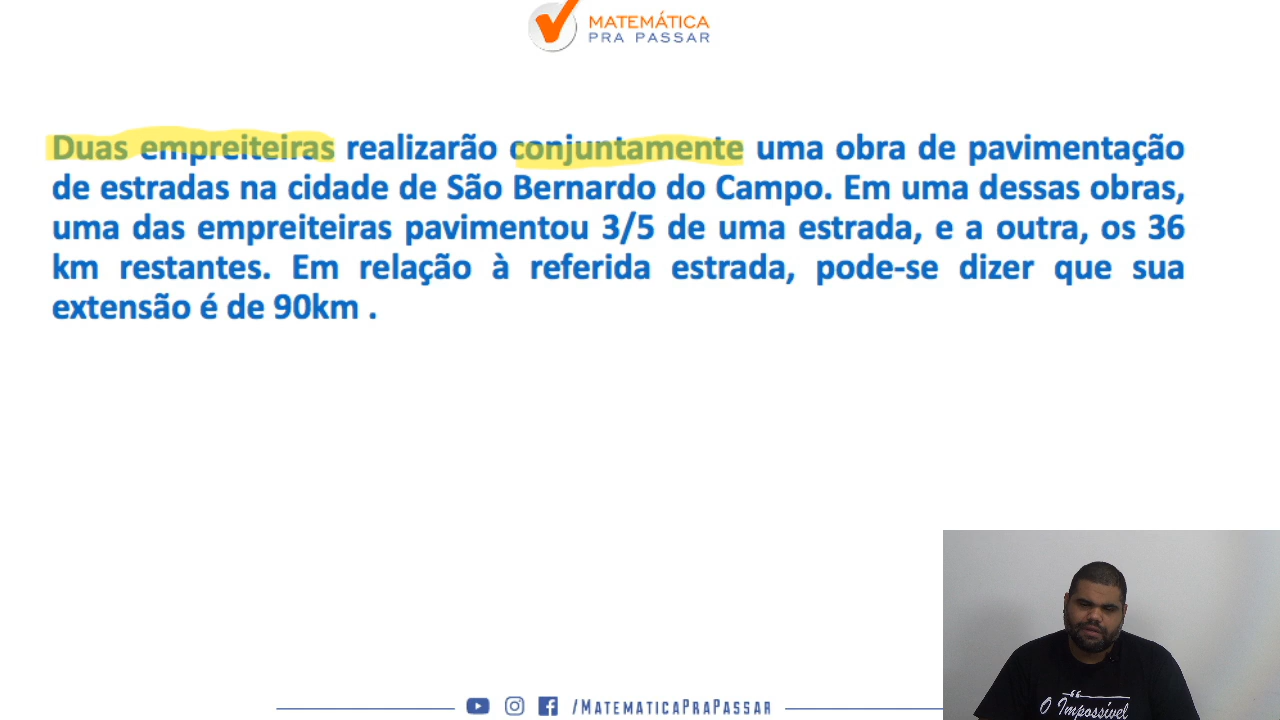 MATEMÁTICA
PRA PASSAR
Duas empreiteiras realizarão conjuntamente uma obra de pavimentação
de estradas na cidade de São Bernardo do Campo. Em uma dessas obras,
uma das empreiteiras pavimentou 3/5 de uma estrada, e a outra, os 36
km restantes. Em relação à referida estrada, pode-se dizer que sua
extensão é de 90km .
/MATEMATICAPRAPASSAR
“
O Impossível